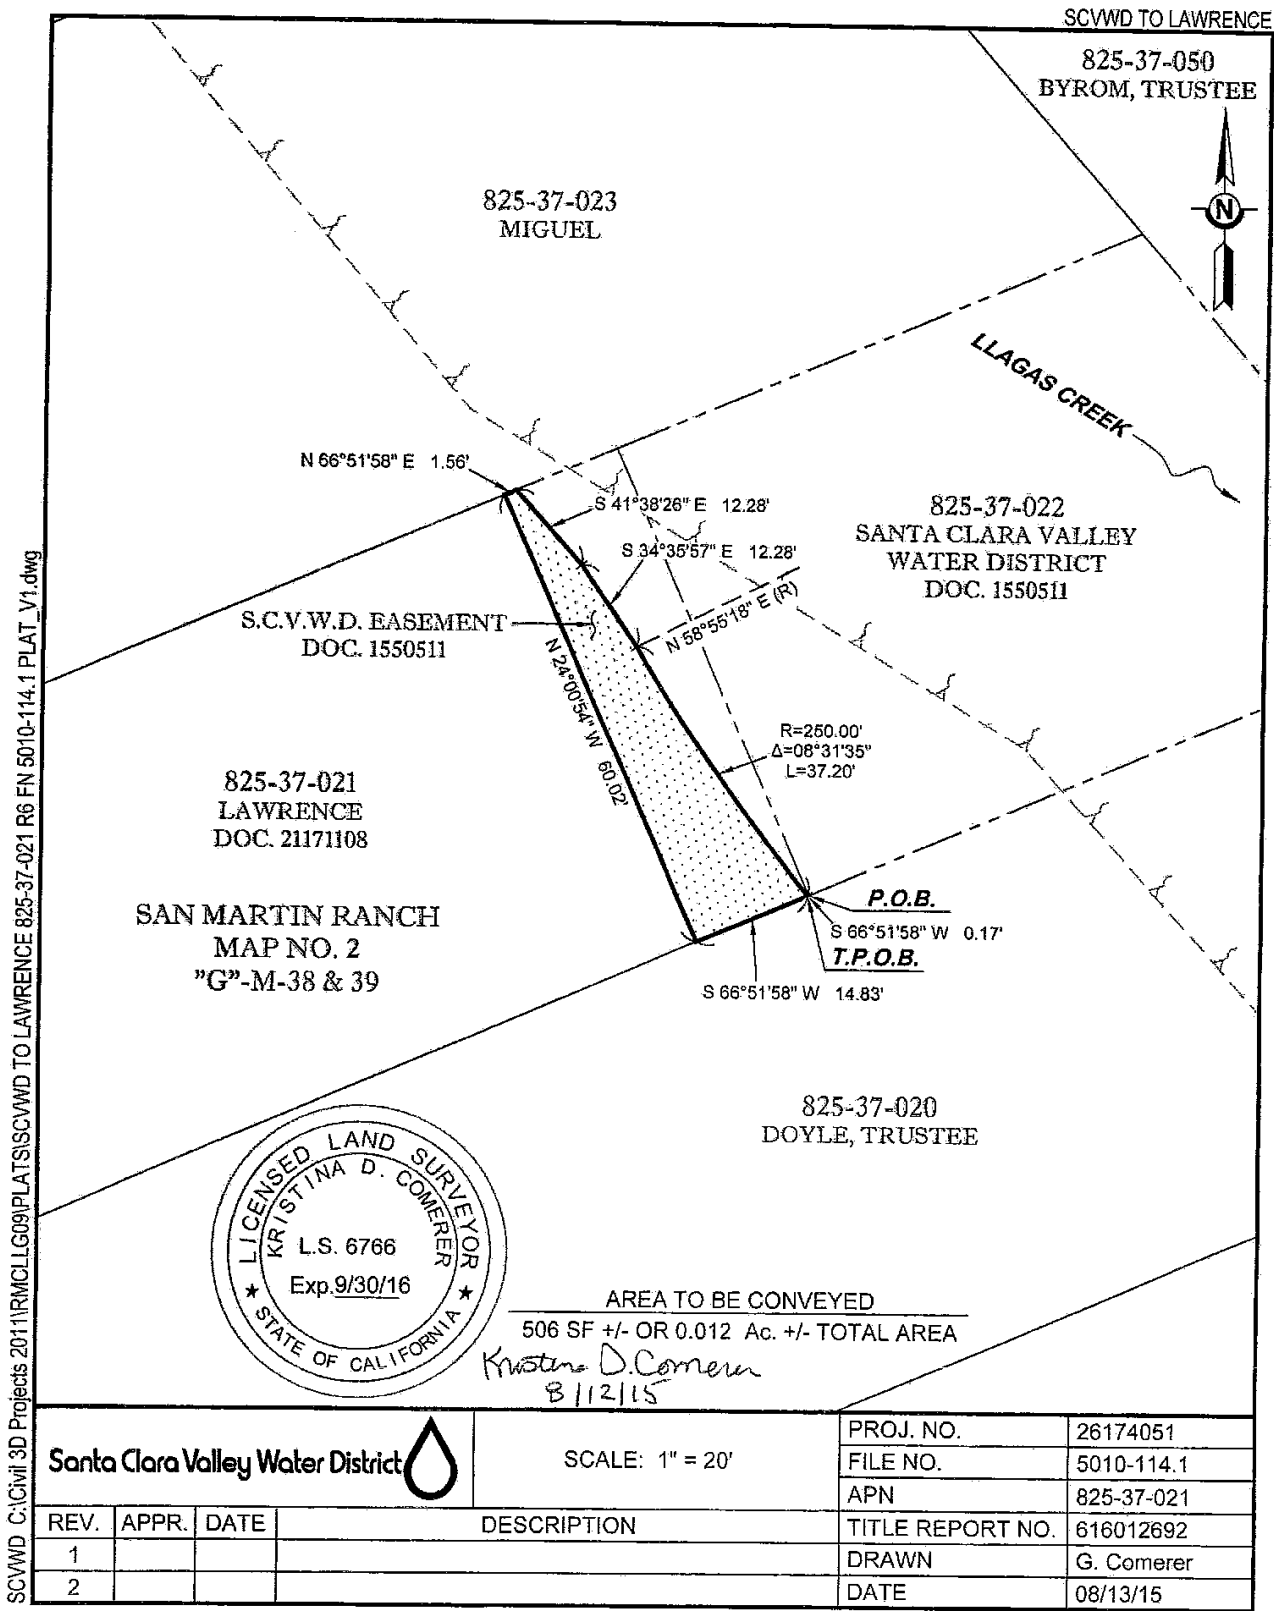 SCVWD TO LAWRENCE
825-37-050
BYROM, TRUSTEE
N
825-37-023
MIGUEL
LLAGAS CREEK
N 66°51'58" E 1.56'
S 41°38'26" E 12.28'
S 34°35'57" E 12.28'
N 58°55'18" E (R)
825-37-022
SANTA CLARA VALLEY
WATER DISTRICT
DOC. 1550511
S.C.V.W.D. EASEMENT
DOC. 1550511
N 24°00'54" W 60.02'
R=250.00'
Δ=08°31'35"
L=37.20'
825-37-021
LAWRENCE
DOC. 21171108
SAN MARTIN RANCH
MAP NO. 2
"G"-M-38 & 39
P.O.B.
S 66°51'58" W 0.17'
T.P.O.B.
S 66°51'58" W 14.83'
825-37-020
DOYLE, TRUSTEE
LICENSED LAND SURVEYOR
KRISTINA D. COMERER
L.S. 6766
Exp.9/30/16
★ STATE OF CALIFORNIA ★
AREA TO BE CONVEYED
506 SF +/- OR 0.012 Ac. +/- TOTAL AREA
Kristina D. Comerer
8/12/15
SCVWD C:\Civil 3D Projects 2011\RMCLLG09\PLATS\SCVWD TO LAWRENCE 825-37-021 R6 FN 5010-114.1 PLAT_V1.dwg
Santa Clara Valley Water District
SCALE: 1" = 20'
PROJ. NO. 26174051
FILE NO. 5010-114.1
APN 825-37-021
REV. APPR. DATE DESCRIPTION TITLE REPORT NO. 616012692
1 DRAWN G. Comerer
2 DATE 08/13/15